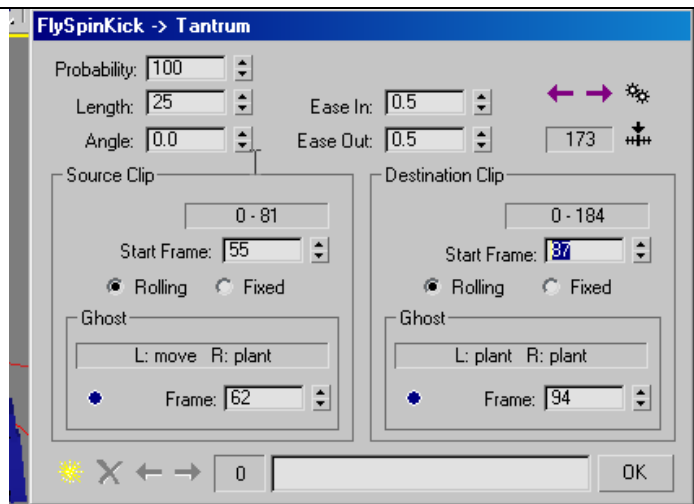 FlySpinKick -> Tantrum
Probability: 100
Length: 25 Ease In: 0.5
Angle: 0.0 Ease Out: 0.5 173
Source Clip
0 - 81
Start Frame: 55
Rolling Fixed
Ghost
L: move R: plant
Frame: 62
Destination Clip
0 - 184
Start Frame: 87
Rolling Fixed
Ghost
L: plant R: plant
Frame: 94
0 OK